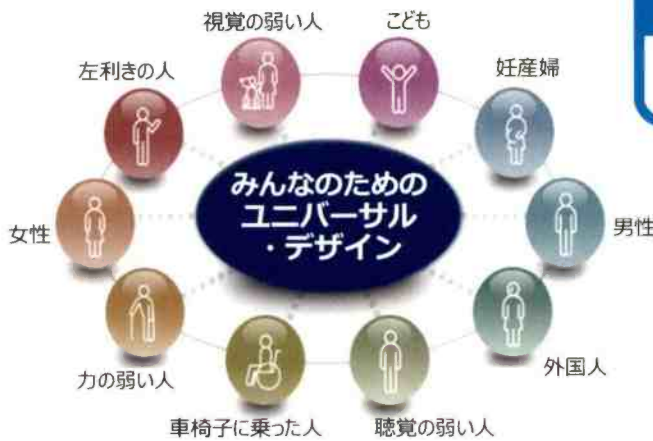 視覚の弱い人
こども
左利きの人
妊産婦
みんなのための
ユニバーサル
・デザイン
女性
男性
力の弱い人
外国人
車椅子に乗った人
聴覚の弱い人